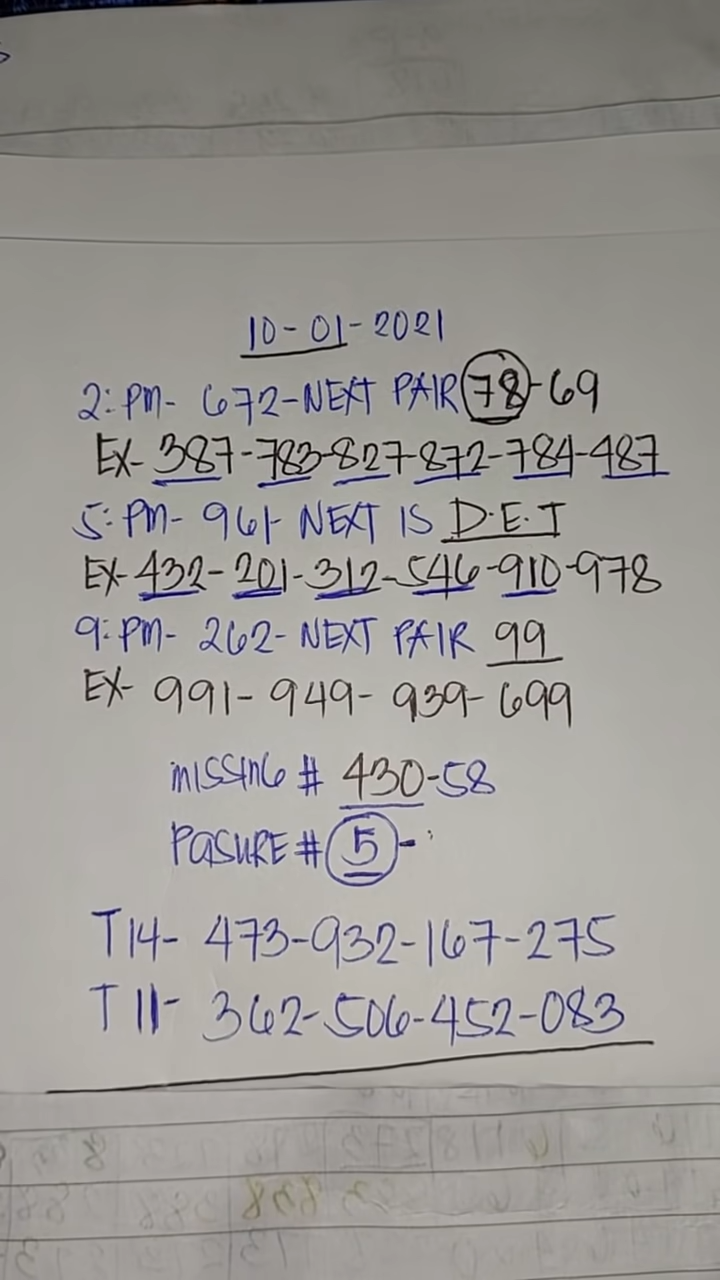 10-01-2021
2:PM- 672-NEXT PAIR 78-69
EX- 387-783-827-872-784-487
5:PM- 961- NEXT IS D.E.T
EX-432-201-312-546-910-978
9:PM- 262- NEXT PAIR 99
EX- 991-949-939-699
MISSING # 430-58
PASURE # 5-
T14- 473-932-167-275
T11- 362-506-452-083